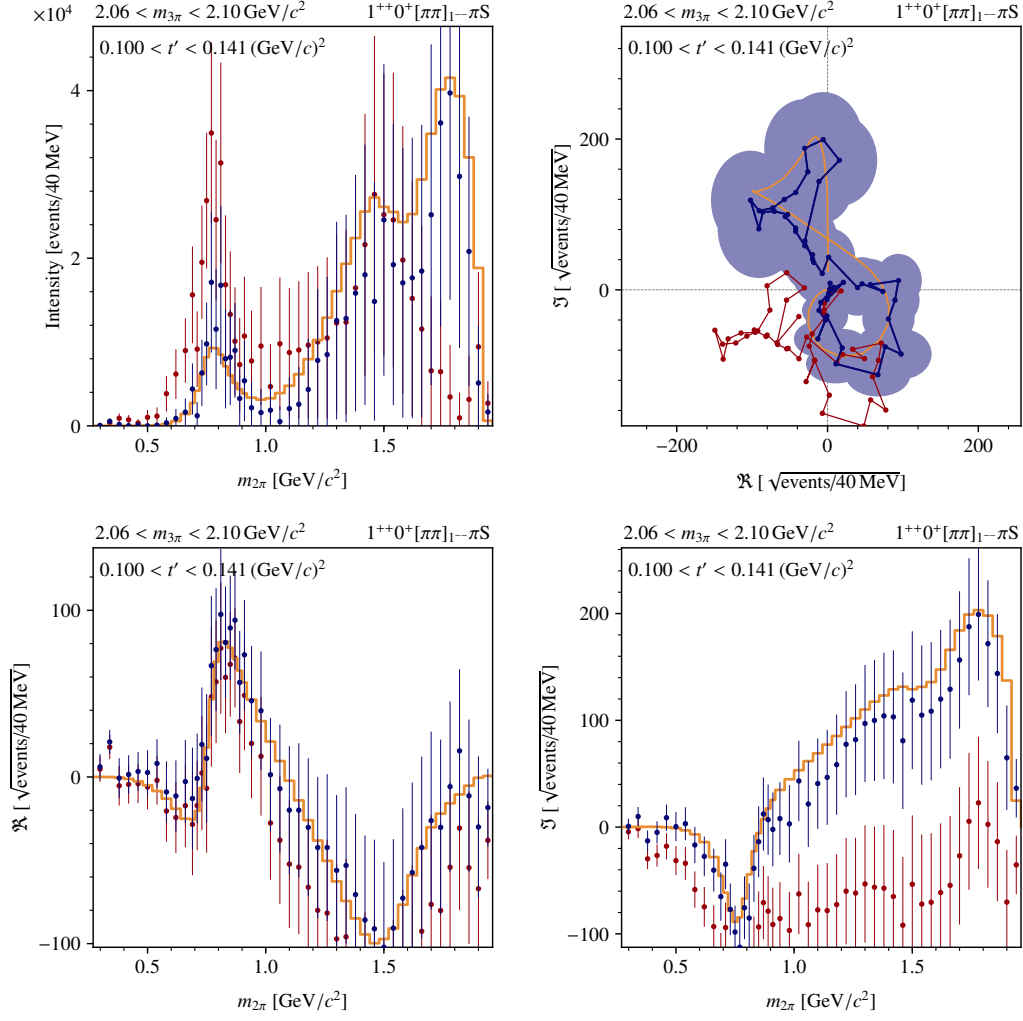 ×10⁴
2.06 < m₃π < 2.10 GeV/c²
1⁺⁺0⁺[ππ]₁₋₋πS
0.100 < t′ < 0.141 (GeV/c)²
Intensity [events/40 MeV]
4
2
0
0.5
1.0
1.5
m₂π [GeV/c²]
2.06 < m₃π < 2.10 GeV/c²
1⁺⁺0⁺[ππ]₁₋₋πS
0.100 < t′ < 0.141 (GeV/c)²
ℑ [√events/40 MeV]
200
0
−200
0
200
ℜ [√events/40 MeV]
2.06 < m₃π < 2.10 GeV/c²
1⁺⁺0⁺[ππ]₁₋₋πS
0.100 < t′ < 0.141 (GeV/c)²
ℜ [√events/40 MeV]
100
0
−100
0.5
1.0
1.5
m₂π [GeV/c²]
2.06 < m₃π < 2.10 GeV/c²
1⁺⁺0⁺[ππ]₁₋₋πS
0.100 < t′ < 0.141 (GeV/c)²
ℑ [√events/40 MeV]
200
100
0
−100
0.5
1.0
1.5
m₂π [GeV/c²]